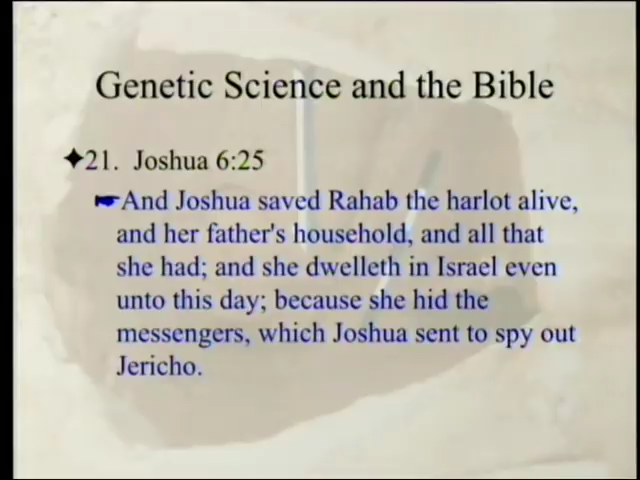 Genetic Science and the Bible
21. Joshua 6:25
And Joshua saved Rahab the harlot alive,
and her father's household, and all that
she had; and she dwelleth in Israel even
unto this day; because she hid the
messengers, which Joshua sent to spy out
Jericho.